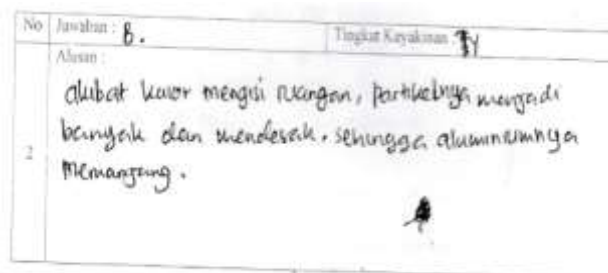 No Jawaban : B. Tingkat Keyakinan : Y
Alasan :
akibat kalor mengisi ruangan, partikelnya menjadi
banyak dan mendesak. sehingga aluminiumnya
2
memanjang.